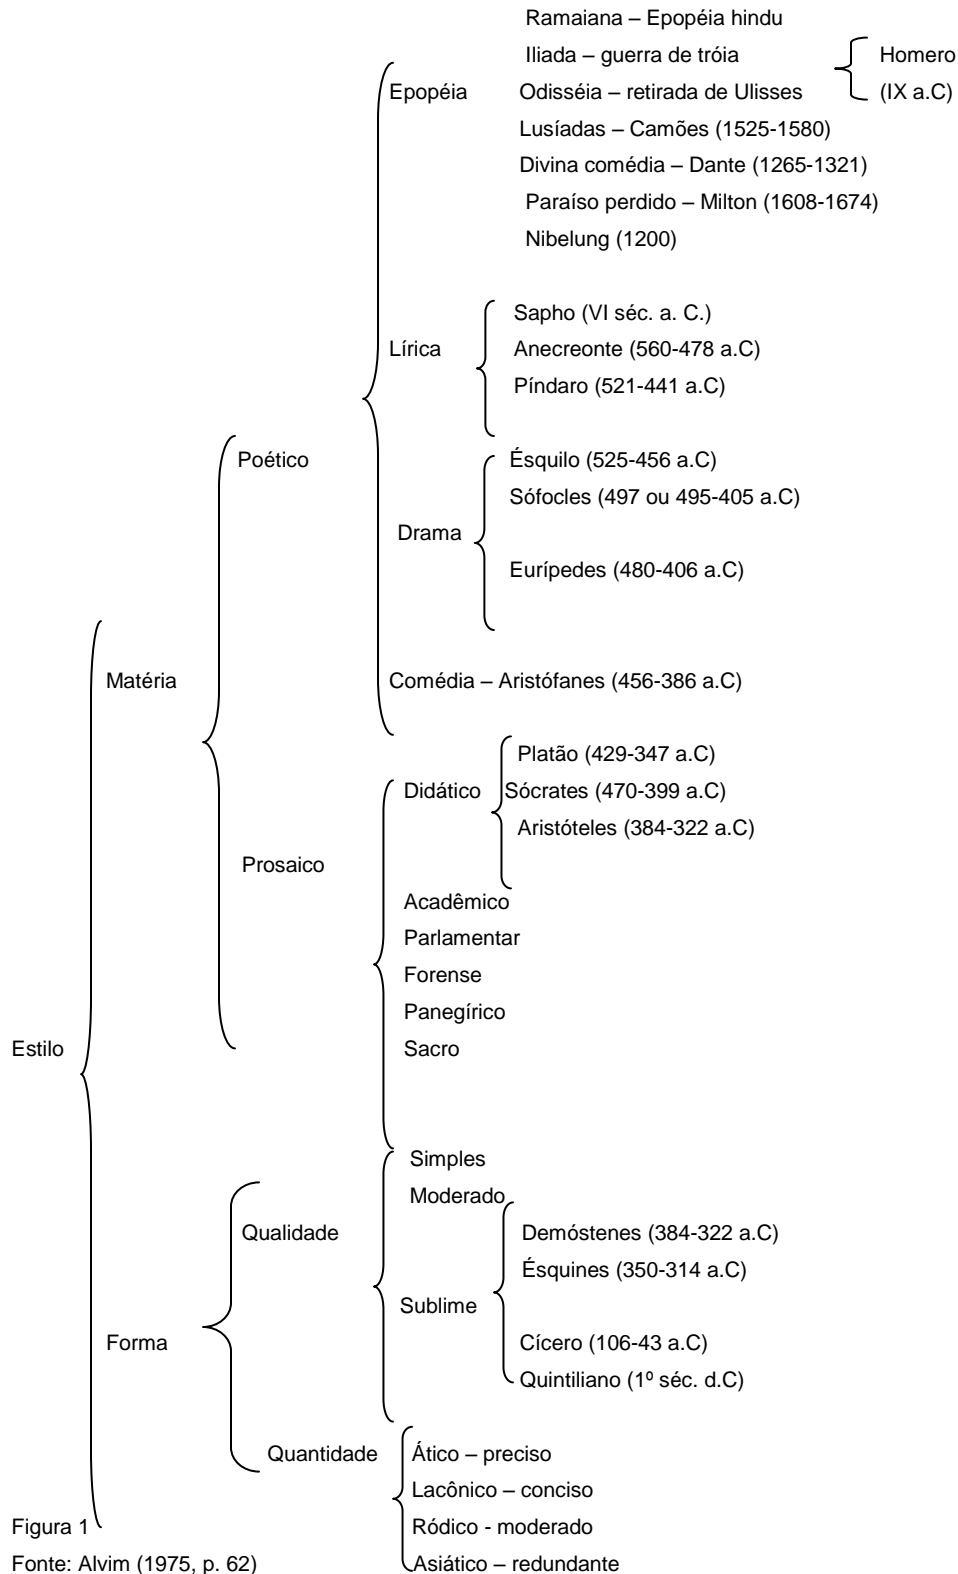 Ramaiana – Epopéia hindu
Iliada – guerra de tróia
Homero
Epopéia
Odisséia – retirada de Ulisses
(IX a.C)
Lusíadas – Camões (1525-1580)
Divina comédia – Dante (1265-1321)
Paraíso perdido – Milton (1608-1674)
Nibelung (1200)
Sapho (VI séc. a. C.)
Lírica
Anecreonte (560-478 a.C)
Píndaro (521-441 a.C)
Poético
Ésquilo (525-456 a.C)
Sófocles (497 ou 495-405 a.C)
Drama
Eurípedes (480-406 a.C)
Matéria
Comédia – Aristófanes (456-386 a.C)
Platão (429-347 a.C)
Didático
Sócrates (470-399 a.C)
Aristóteles (384-322 a.C)
Prosaico
Acadêmico
Parlamentar
Forense
Panegírico
Estilo
Sacro
Simples
Moderado
Qualidade
Demóstenes (384-322 a.C)
Ésquines (350-314 a.C)
Sublime
Forma
Cícero (106-43 a.C)
Quintiliano (1º séc. d.C)
Quantidade
Ático – preciso
Lacônico – conciso
Figura 1
Ródico - moderado
Fonte: Alvim (1975, p. 62)
Asiático – redundante